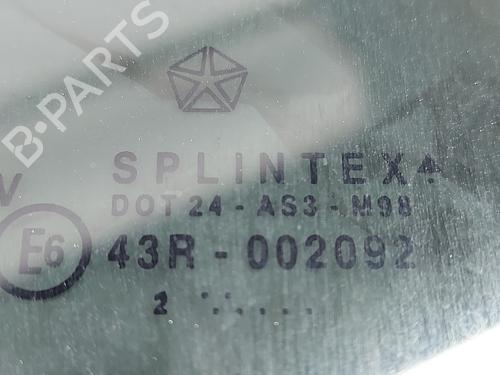 B-PARTS
SPLINTEX
V
DOT 24 - AS3 - M98
E6 43R - 002092
2 ......